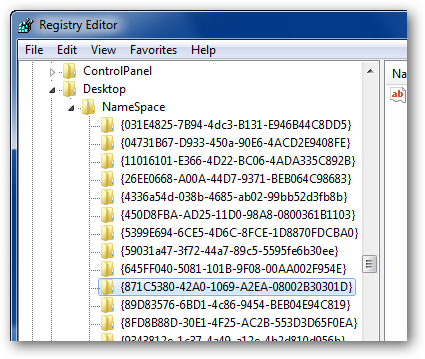 Registry Editor
File Edit View Favorites Help
ControlPanel
Desktop
NameSpace
{031E4825-7B94-4dc3-B131-E946B44C8DD5}
{04731B67-D933-450a-90E6-4ACD2E9408FE}
{11016101-E366-4D22-BC06-4ADA335C892B}
{26EE0668-A00A-44D7-9371-BEB064C98683}
{4336a54d-038b-4685-ab02-99bb52d3fb8b}
{450D8FBA-AD25-11D0-98A8-0800361B1103}
{5399E694-6CE5-4D6C-8FCE-1D8870FDCBA0}
{59031a47-3f72-44a7-89c5-5595fe6b30ee}
{645FF040-5081-101B-9F08-00AA002F954E}
{871C5380-42A0-1069-A2EA-08002B30301D}
{89D83576-6BD1-4c86-9454-BEB04E94C819}
{8FD8B88D-30E1-4F25-AC2B-553D3D65F0EA}
Na
ab